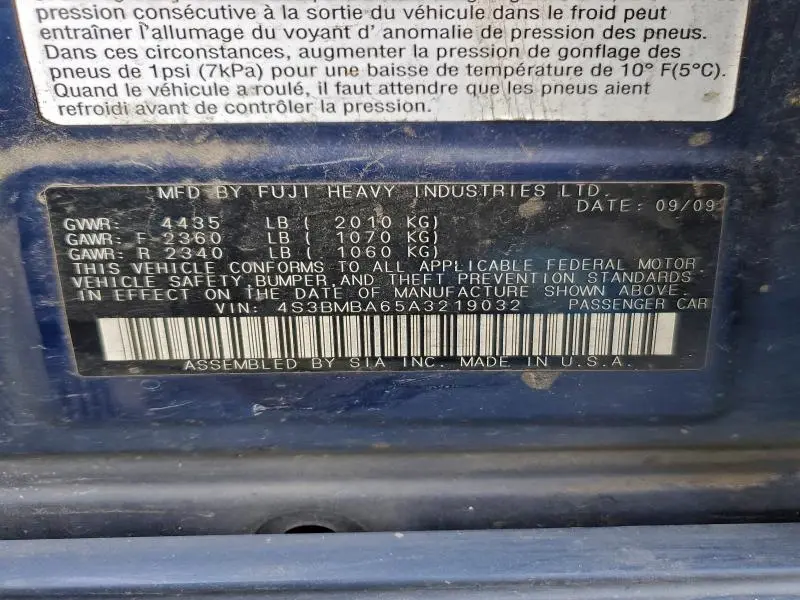 pression consécutive à la sortie du véhicule dans le froid peut
entraîner l'allumage du voyant d' anomalie de pression des pneus.
Dans ces circonstances, augmenter la pression de gonflage des
pneus de 1psi (7kPa) pour une baisse de température de 10° F(5°C).
Quand le véhicule a roulé, il faut attendre que les pneus aient
refroidi avant de contrôler la pression.
MFD BY FUJI HEAVY INDUSTRIES LTD.
DATE: 09/09
GVWR: 4435 LB ( 2010 KG)
GAWR: F 2360 LB ( 1070 KG)
GAWR: R 2340 LB ( 1060 KG)
THIS VEHICLE CONFORMS TO ALL APPLICABLE FEDERAL MOTOR
VEHICLE SAFETY, BUMPER, AND THEFT PREVENTION STANDARDS
IN EFFECT ON THE DATE OF MANUFACTURE SHOWN ABOVE.
VIN: 4S3BMBA65A3219032 PASSENGER CAR
ASSEMBLED BY SIA INC. MADE IN U.S.A.